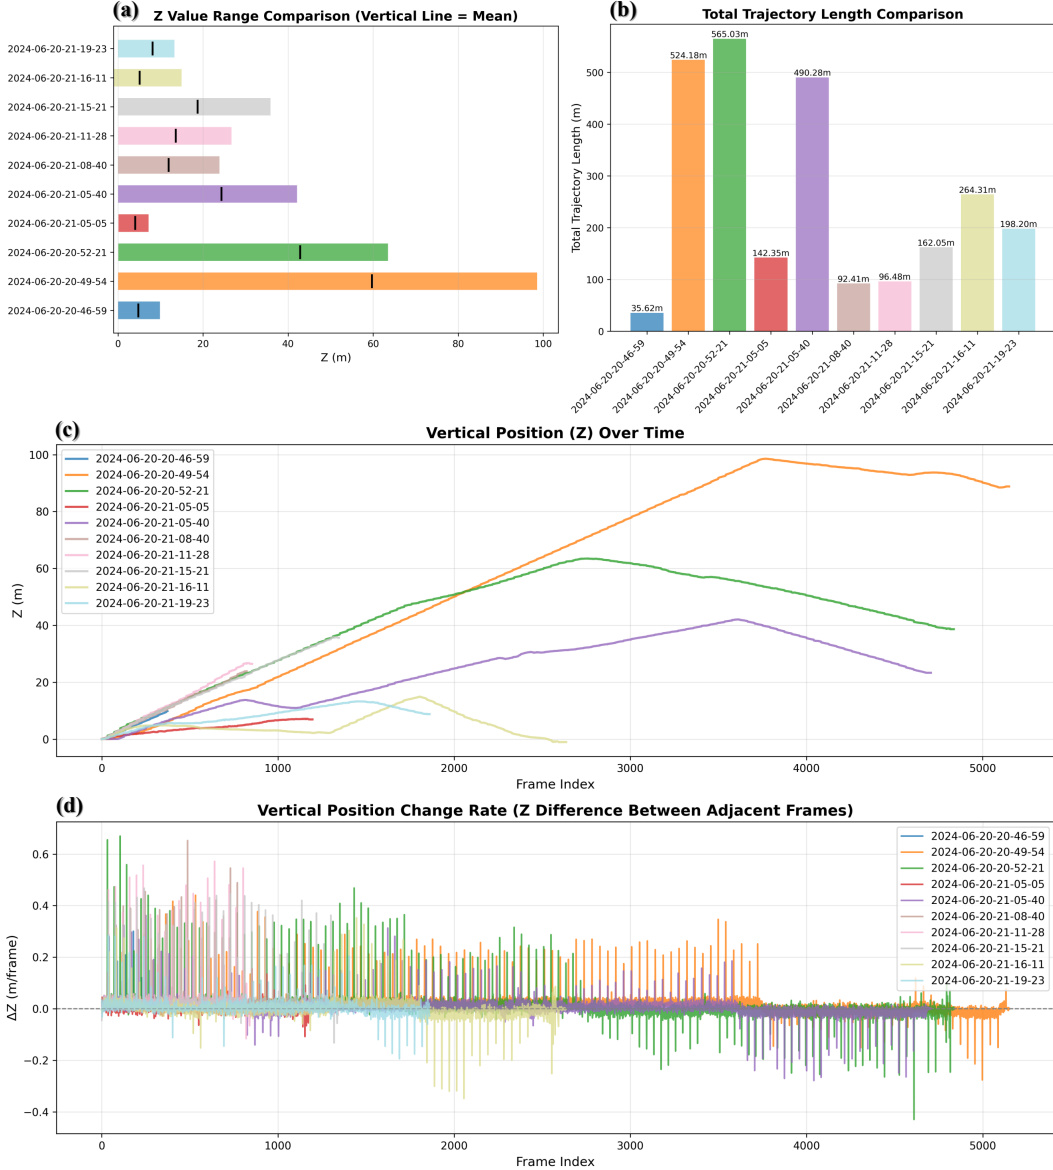 (a)
Z Value Range Comparison (Vertical Line = Mean)
2024-06-20-21-19-23
2024-06-20-21-16-11
2024-06-20-21-15-21
2024-06-20-21-11-28
2024-06-20-21-08-40
2024-06-20-21-05-40
2024-06-20-21-05-05
2024-06-20-20-52-21
2024-06-20-20-49-54
2024-06-20-20-46-59
0 20 40 60 80 100
Z (m)
(b)
Total Trajectory Length Comparison
Total Trajectory Length (m)
500
400
300
200
100
0
35.62m
524.18m
565.03m
142.35m
490.28m
92.41m
96.48m
162.05m
264.31m
198.20m
2024-06-20-20-46-59
2024-06-20-20-49-54
2024-06-20-20-52-21
2024-06-20-21-05-05
2024-06-20-21-05-40
2024-06-20-21-08-40
2024-06-20-21-11-28
2024-06-20-21-15-21
2024-06-20-21-16-11
2024-06-20-21-19-23
(c)
Vertical Position (Z) Over Time
Z (m)
100
80
60
40
20
0
2024-06-20-20-46-59
2024-06-20-20-49-54
2024-06-20-20-52-21
2024-06-20-21-05-05
2024-06-20-21-05-40
2024-06-20-21-08-40
2024-06-20-21-11-28
2024-06-20-21-15-21
2024-06-20-21-16-11
2024-06-20-21-19-23
0 1000 2000 3000 4000 5000
Frame Index
(d)
Vertical Position Change Rate (Z Difference Between Adjacent Frames)
ΔZ (m/frame)
0.6
0.4
0.2
0.0
−0.2
−0.4
2024-06-20-20-46-59
2024-06-20-20-49-54
2024-06-20-20-52-21
2024-06-20-21-05-05
2024-06-20-21-05-40
2024-06-20-21-08-40
2024-06-20-21-11-28
2024-06-20-21-15-21
2024-06-20-21-16-11
2024-06-20-21-19-23
0 1000 2000 3000 4000 5000
Frame Index